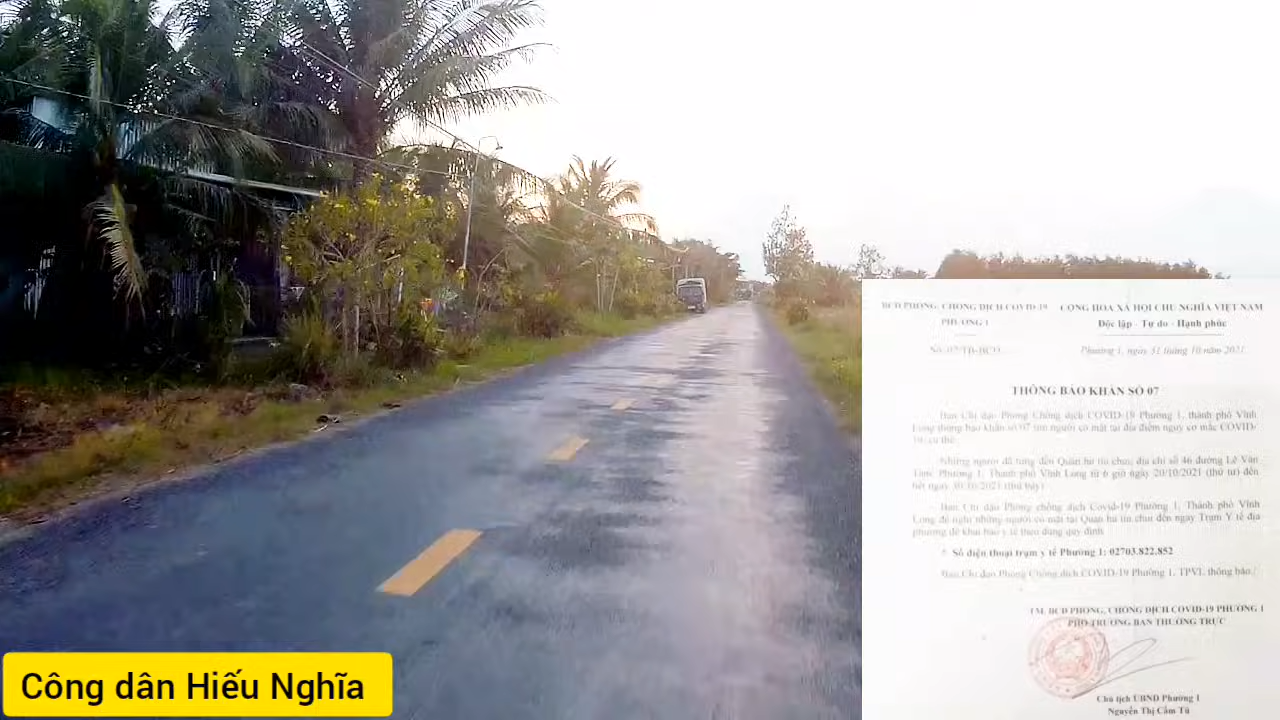 BCĐ PHÒNG, CHỐNG DỊCH COVID-19
PHƯỜNG 1
CỘNG HÒA XÃ HỘI CHỦ NGHĨA VIỆT NAM
Độc lập - Tự do - Hạnh phúc
Số: 07/TB-BCĐ
Phường 1, ngày 31 tháng 10 năm 2021
THÔNG BÁO KHẨN SỐ 07
Ban Chỉ đạo Phòng Chống dịch COVID-19 Phường 1, thành phố Vĩnh
Long thông báo khẩn số 07 tìm người có mặt tại địa điểm nguy cơ mắc COVID-
19, cụ thể:
Những người đã từng đến Quán hủ tíu chay, địa chỉ số 46 đường Lê Văn
Tám, Phường 1, Thành phố Vĩnh Long từ 6 giờ ngày 20/10/2021 (thứ tư) đến
hết ngày 30/10/2021 (thứ bảy).
Ban Chỉ đạo Phòng chống dịch Covid-19 Phường 1, Thành phố Vĩnh
Long đề nghị những người có mặt tại Quán hủ tíu chay đến ngay Trạm Y tế địa
phương để khai báo y tế theo đúng quy định.
* Số điện thoại trạm y tế Phường 1: 02703.822.852
Ban Chỉ đạo Phòng Chống dịch COVID-19 Phường 1, TPVL thông báo./.
TM. BCĐ PHÒNG, CHỐNG DỊCH COVID-19 PHƯỜNG 1
PHÓ TRƯỞNG BAN THƯỜNG TRỰC
Chủ tịch UBND Phường 1
Nguyễn Thị Cẩm Tú
Công dân Hiếu Nghĩa